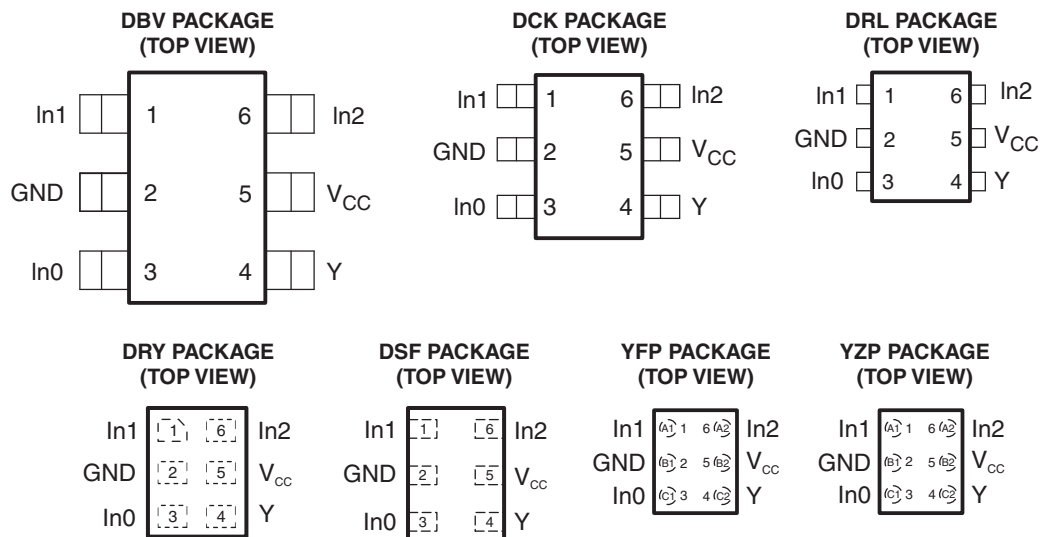 DBV PACKAGE
(TOP VIEW)
In1 1 6 In2
GND 2 5 VCC
In0 3 4 Y
DCK PACKAGE
(TOP VIEW)
In1 1 6 In2
GND 2 5 VCC
In0 3 4 Y
DRL PACKAGE
(TOP VIEW)
In1 1 6 In2
GND 2 5 VCC
In0 3 4 Y
DRY PACKAGE
(TOP VIEW)
In1 1 6 In2
GND 2 5 VCC
In0 3 4 Y
DSF PACKAGE
(TOP VIEW)
In1 1 6 In2
GND 2 5 VCC
In0 3 4 Y
YFP PACKAGE
(TOP VIEW)
In1 A1 1 6 A2 In2
GND B1 2 5 B2 VCC
In0 C1 3 4 C2 Y
YZP PACKAGE
(TOP VIEW)
In1 A1 1 6 A2 In2
GND B1 2 5 B2 VCC
In0 C1 3 4 C2 Y